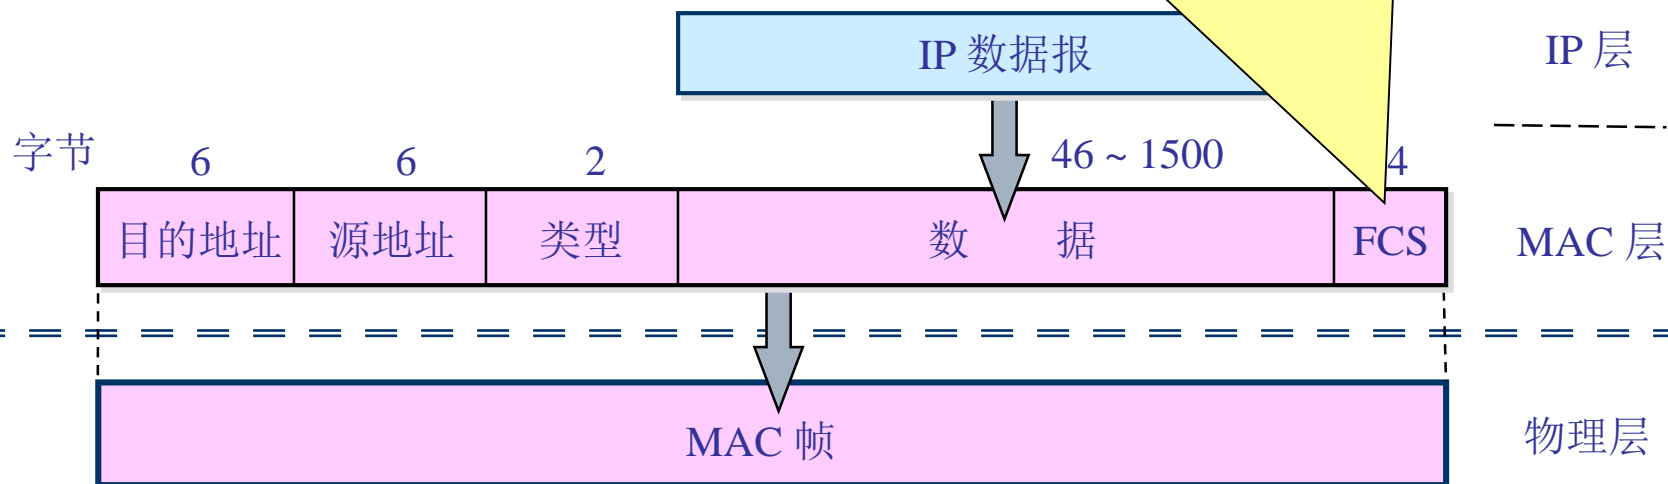 IP 数据报
IP 层
字节 6 6 2 46 ~ 1500 4
目的地址 源地址 类型 数 据 FCS MAC 层
MAC 帧
物理层